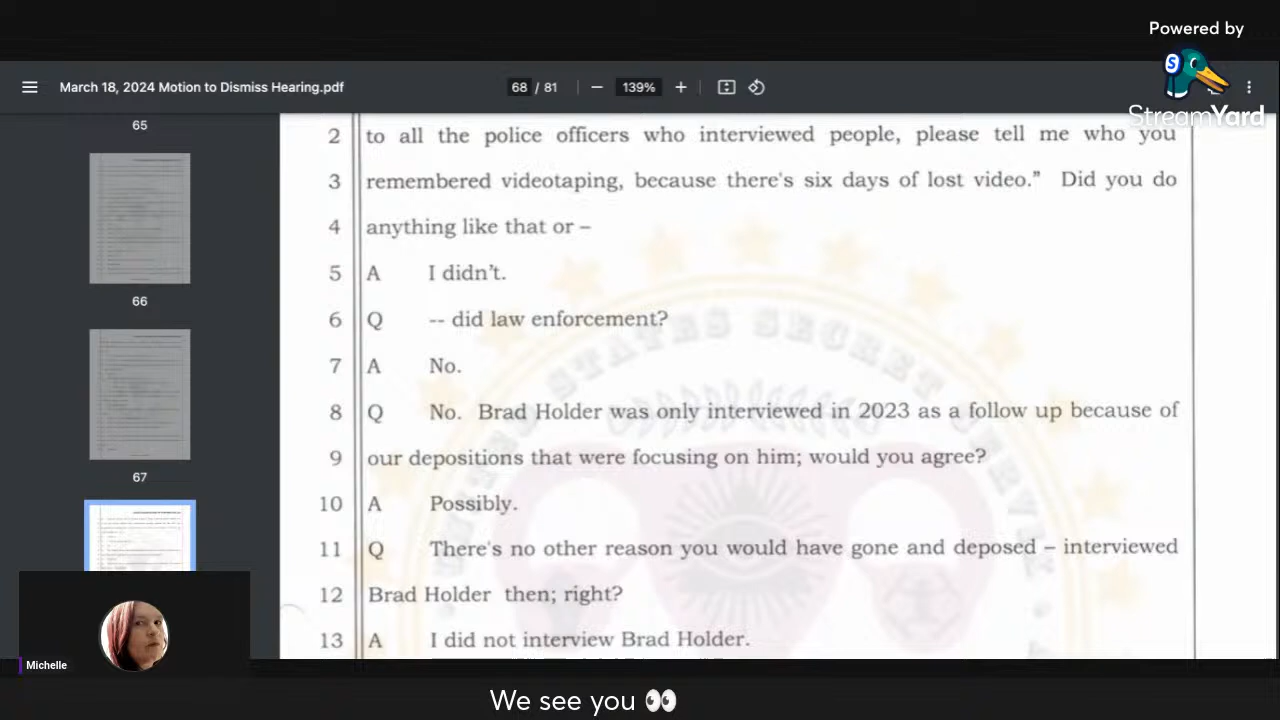 Powered by
StreamYard
March 18, 2024 Motion to Dismiss Hearing.pdf
68 / 81
139%
65
66
67
2 to all the police officers who interviewed people, please tell me who you
3 remembered videotaping, because there's six days of lost video.” Did you do
4 anything like that or –
5 A I didn’t.
6 Q -- did law enforcement?
7 A No.
8 Q No. Brad Holder was only interviewed in 2023 as a follow up because of
9 our depositions that were focusing on him; would you agree?
10 A Possibly.
11 Q There's no other reason you would have gone and deposed – interviewed
12 Brad Holder then; right?
13 A I did not interview Brad Holder.
STATES SECRET
Michelle
We see you 👀